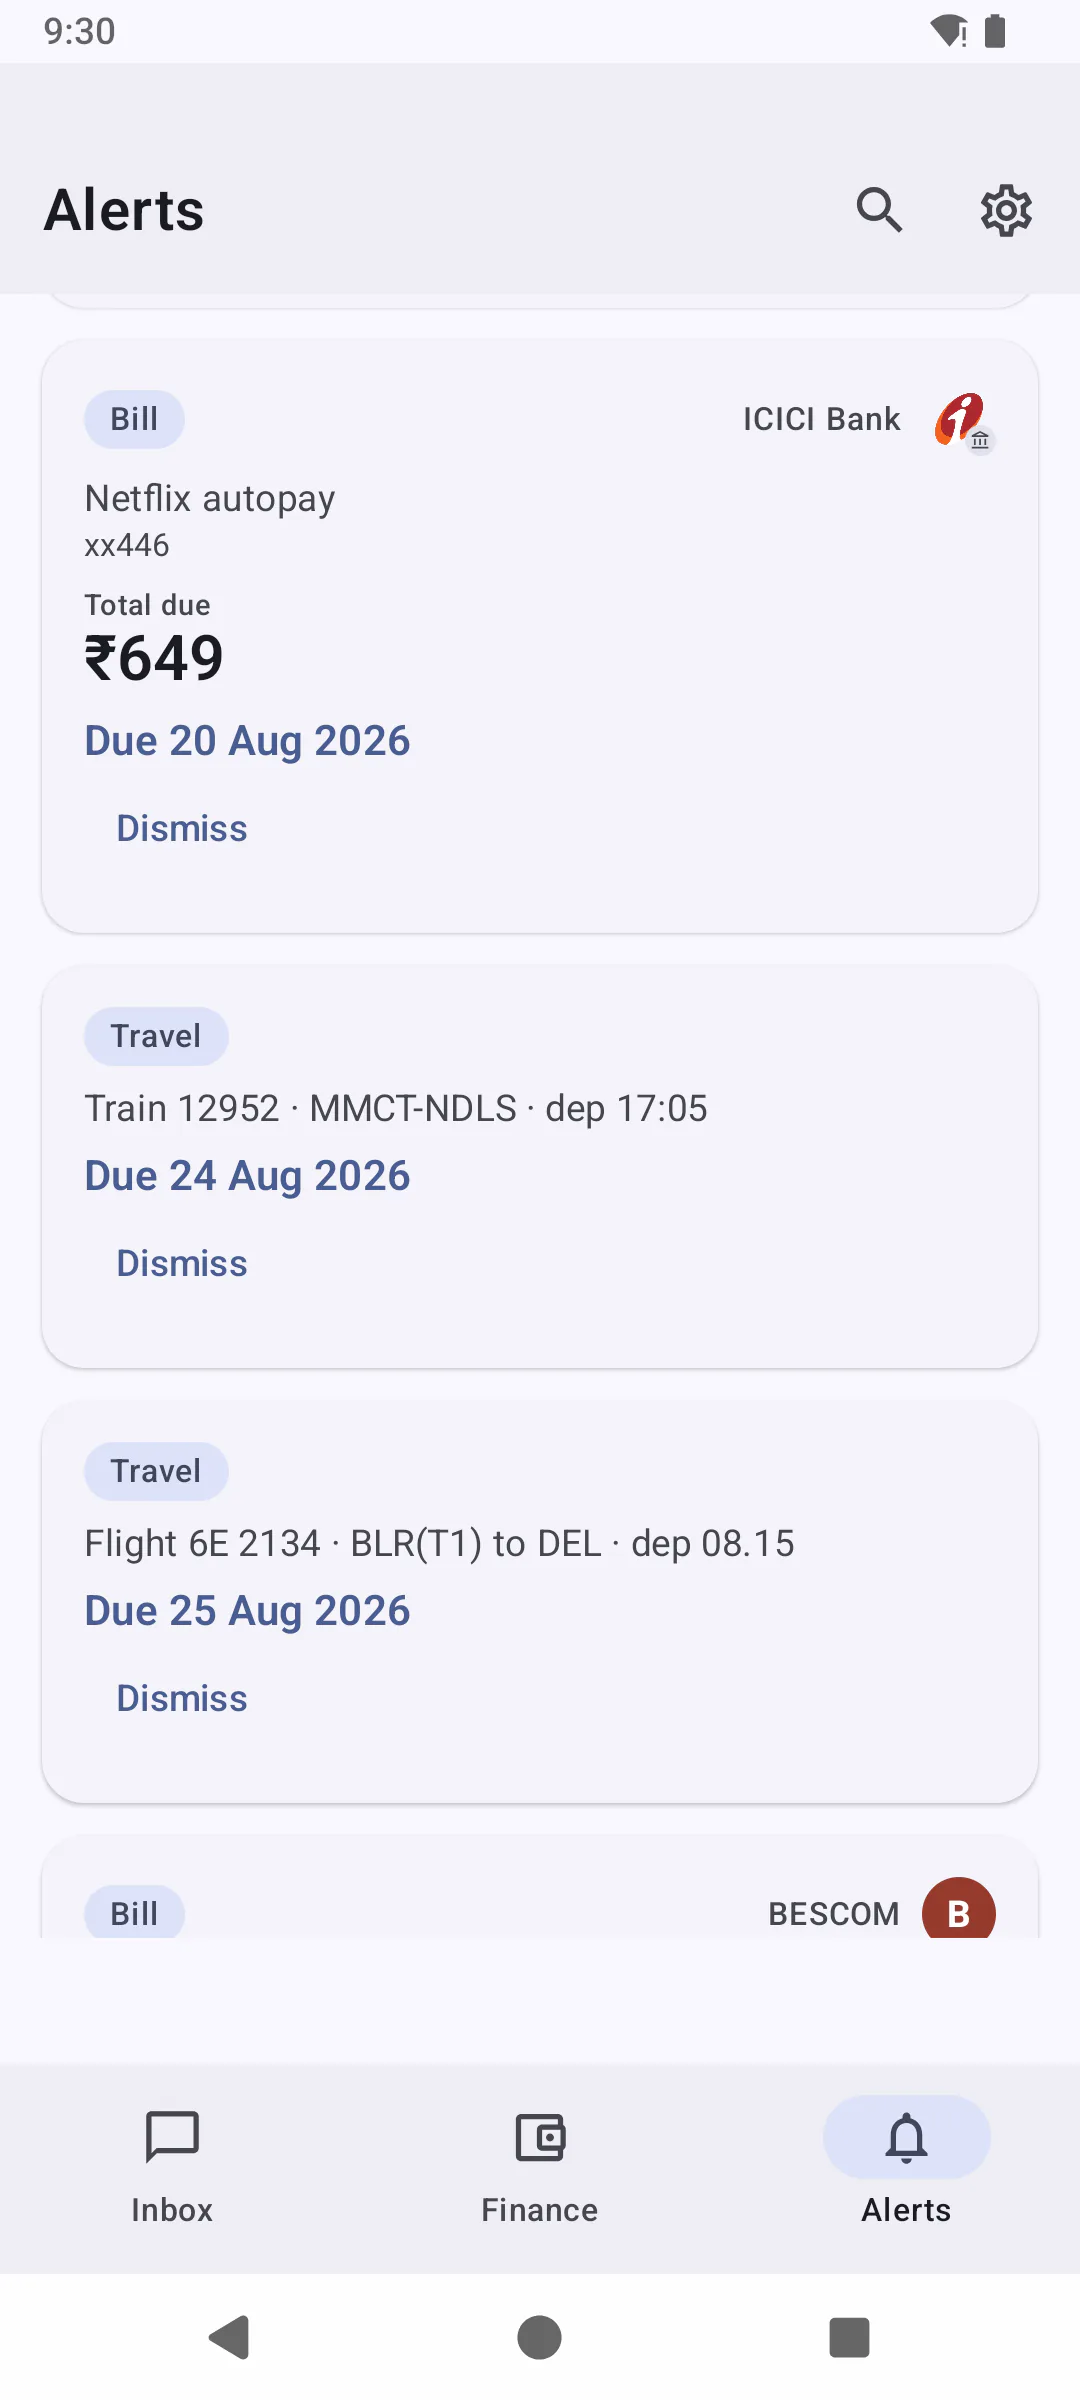 9:30
Alerts
Bill
ICICI Bank
Netflix autopay
xx446
Total due
₹649
Due 20 Aug 2026
Dismiss
Travel
Train 12952 · MMCT-NDLS · dep 17:05
Due 24 Aug 2026
Dismiss
Travel
Flight 6E 2134 · BLR(T1) to DEL · dep 08.15
Due 25 Aug 2026
Dismiss
Bill
BESCOM B
Inbox
Finance
Alerts